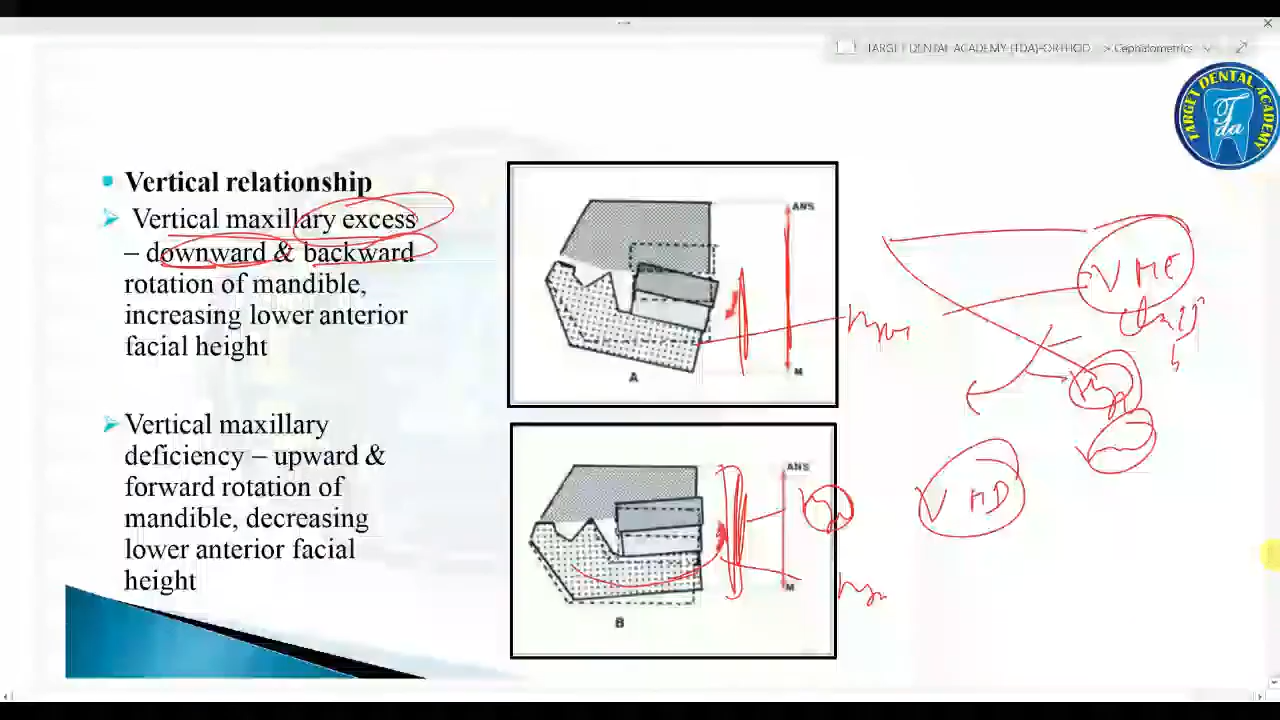 TARGET DENTAL ACADEMY (TDA)-ORTHOD... > Cephalometrics
TARGET DENTAL ACADEMY
Tda
Vertical relationship
Vertical maxillary excess
– downward & backward
rotation of mandible,
increasing lower anterior
facial height
Vertical maxillary
deficiency – upward &
forward rotation of
mandible, decreasing
lower anterior facial
height
ANS
M
A
ANS
M
B
VME
VMD